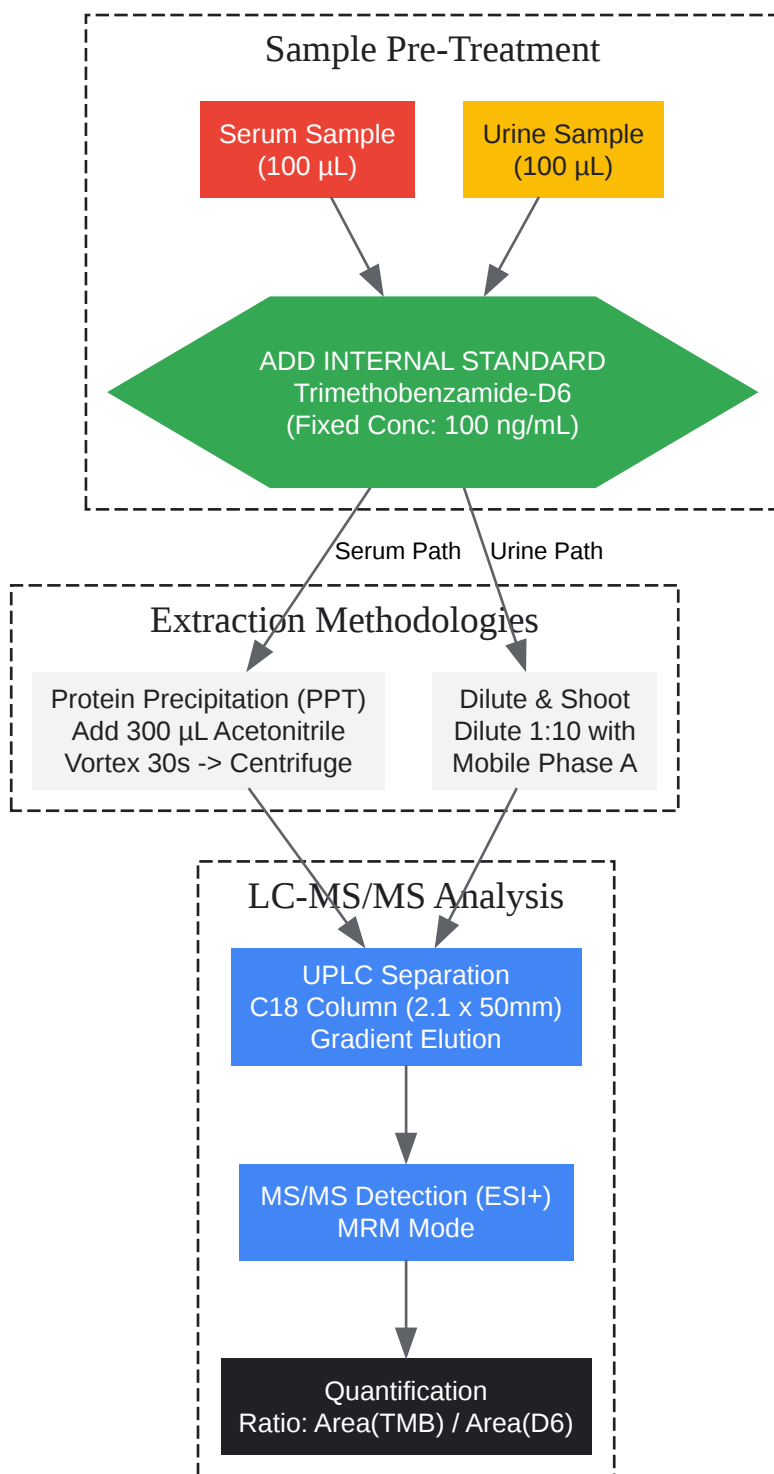 Sample Pre-Treatment
Serum Sample
(100 µL)
Urine Sample
(100 µL)
ADD INTERNAL STANDARD
Trimethobenzamide-D6
(Fixed Conc: 100 ng/mL)
Serum Path
Urine Path
Extraction Methodologies
Protein Precipitation (PPT)
Add 300 µL Acetonitrile
Vortex 30s -> Centrifuge
Dilute & Shoot
Dilute 1:10 with
Mobile Phase A
LC-MS/MS Analysis
UPLC Separation
C18 Column (2.1 x 50mm)
Gradient Elution
MS/MS Detection (ESI+)
MRM Mode
Quantification
Ratio: Area(TMB) / Area(D6)